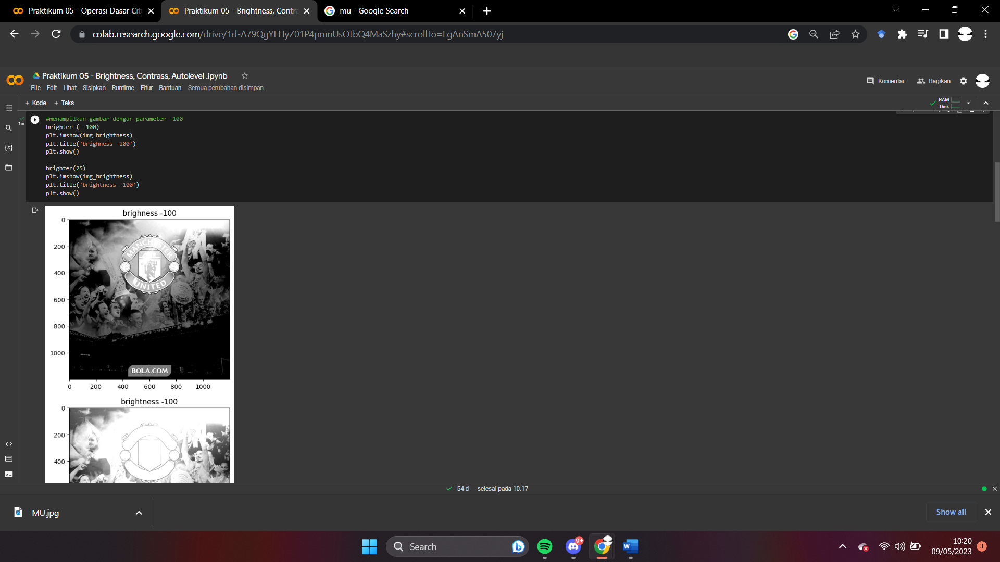 Praktikum 05 - Operasi Dasar Cit
Praktikum 05 - Brightness, Contra
mu - Google Search
colab.research.google.com/drive/1d-A79QgYEHyZ01P4pmnUsOtbQ4MaSzhy#scrollTo=LgAnSmA507yj
Praktikum 05 - Brightness, Contrass, Autolevel .ipynb
File Edit Lihat Sisipkan Runtime Fitur Bantuan Semua perubahan disimpan
Komentar Bagikan
+ Kode + Teks
RAM
Disk
1m
#menampilkan gambar dengan parameter -100
brighter (- 100)
plt.imshow(img_brightness)
plt.title('brighness -100')
plt.show()
brighter(25)
plt.imshow(img_brightness)
plt.title('brightness -100')
plt.show()
brighness -100
0
200
400
600
800
1000
MANCHESTER
UNITED
BOLA.COM
0 200 400 600 800 1000
brightness -100
0
200
400
54 d selesai pada 10.17
MU.jpg
Show all
Search
9+
10:20
09/05/2023
3